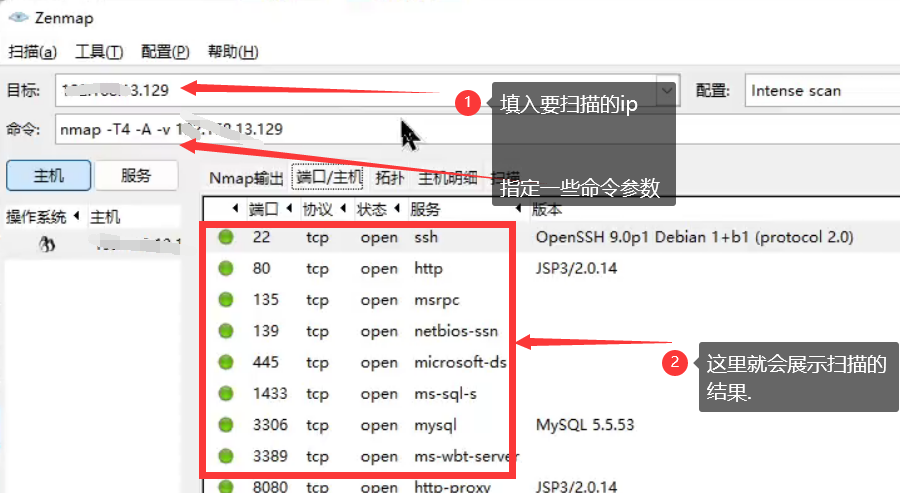 Zenmap
扫描(a) 工具(T) 配置(P) 帮助(H)
目标: 13.129 配置: Intense scan
1 填入要扫描的ip
命令: nmap -T4 -A -v 13.129
指定一些命令参数
主机 服务 Nmap输出 端口/主机 拓扑 主机明细 扫描
操作系统 主机 端口 协议 状态 服务 版本
22 tcp open ssh OpenSSH 9.0p1 Debian 1+b1 (protocol 2.0)
80 tcp open http JSP3/2.0.14
135 tcp open msrpc
139 tcp open netbios-ssn
445 tcp open microsoft-ds
1433 tcp open ms-sql-s
2 这里就会展示扫描的
结果.
3306 tcp open mysql MySQL 5.5.53
3389 tcp open ms-wbt-server
8080 tcp open http-proxy JSP3/2.0.14